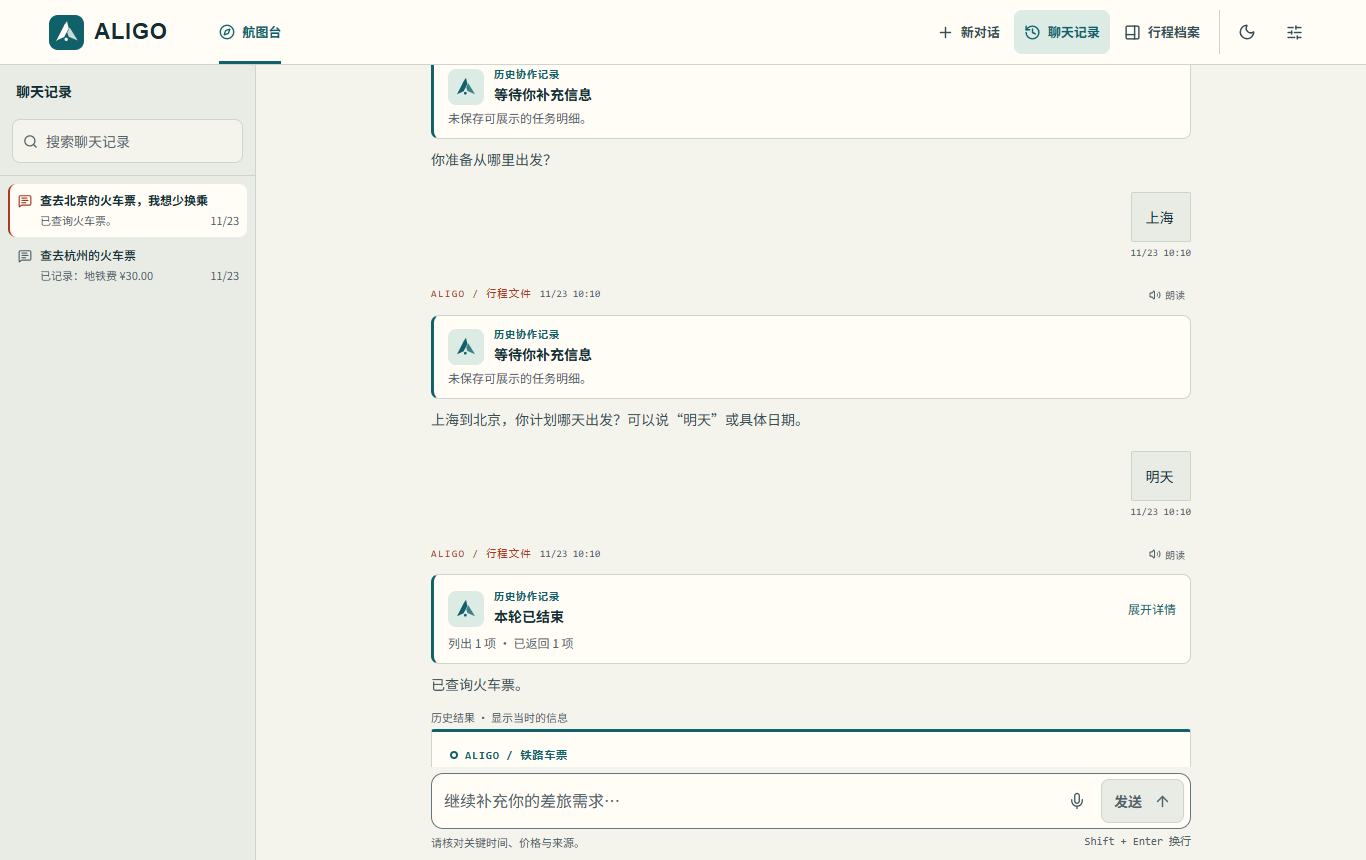 ALIGO
航图台
新对话
聊天记录
行程档案
聊天记录
搜索聊天记录
查去北京的火车票，我想少换乘
已查询火车票。 11/23
查去杭州的火车票
已记录：地铁费 ¥30.00 11/23
历史协作记录
等待你补充信息
未保存可展示的任务明细。
你准备从哪里出发？
上海
11/23 10:10
ALIGO / 行程文件 11/23 10:10 朗读
历史协作记录
等待你补充信息
未保存可展示的任务明细。
上海到北京，你计划哪天出发？可以说“明天”或具体日期。
明天
11/23 10:10
ALIGO / 行程文件 11/23 10:10 朗读
历史协作记录
本轮已结束
展开详情
列出 1 项 · 已返回 1 项
已查询火车票。
历史结果 · 显示当时的信息
ALIGO / 铁路车票
继续补充你的差旅需求…
发送
请核对关键时间、价格与来源。
Shift + Enter 换行